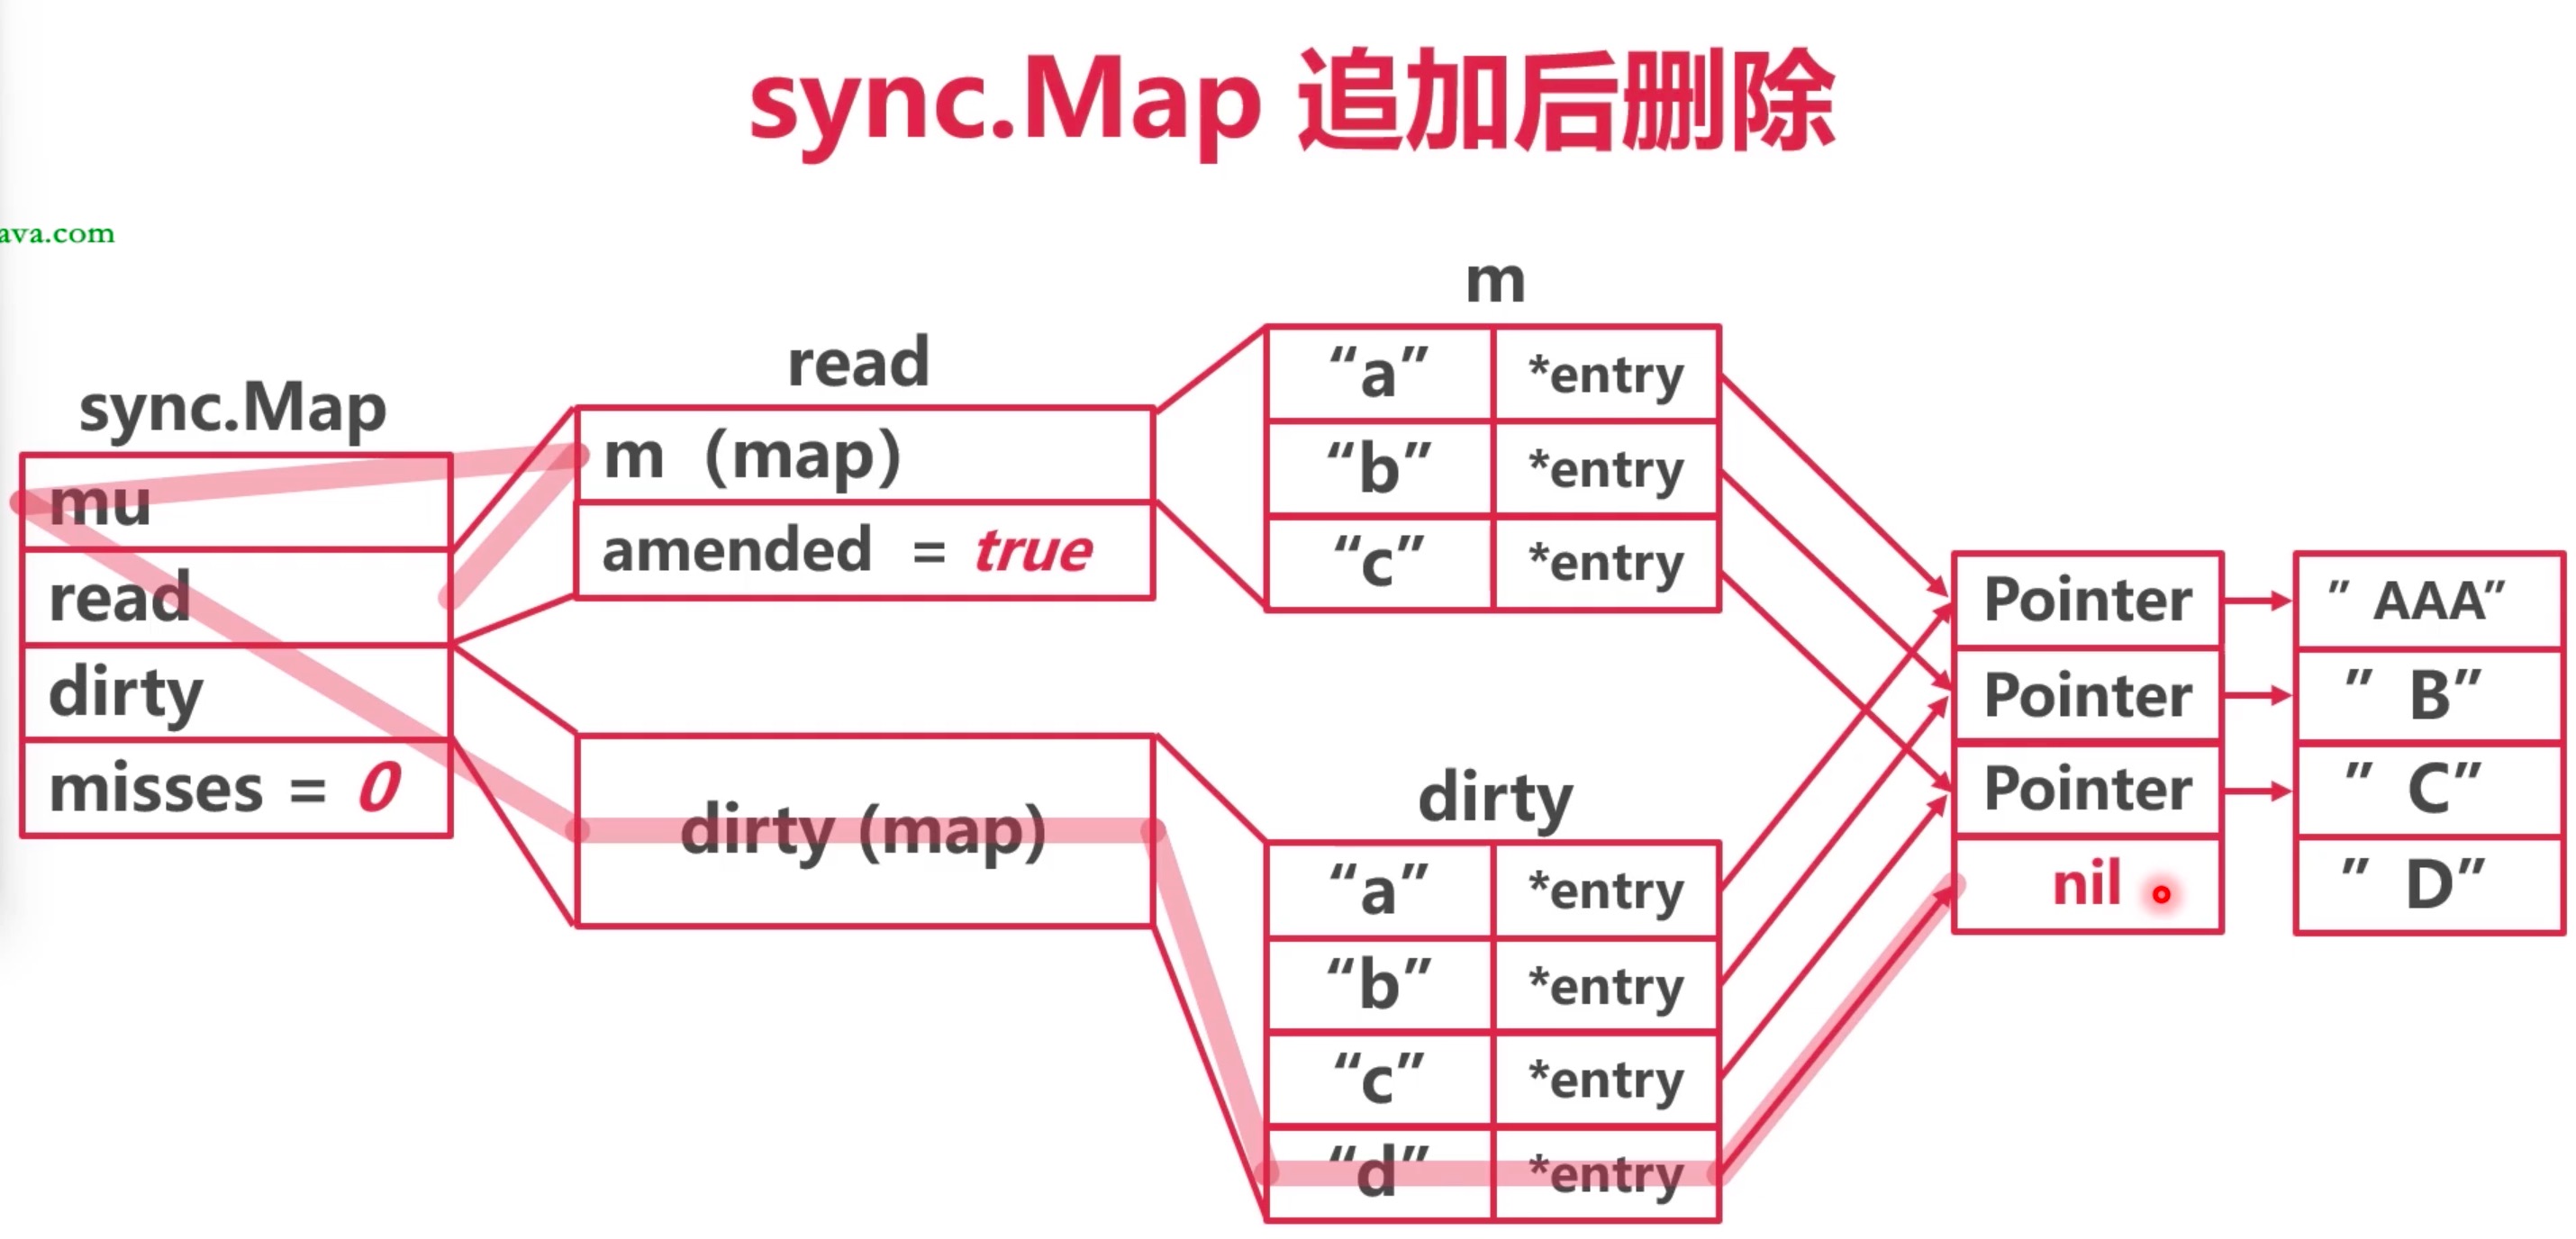 sync.Map 追加后删除
ava.com
sync.Map
mu
read
dirty
misses = 0
read
m (map)
amended = true
dirty (map)
m
“a” *entry
“b” *entry
“c” *entry
dirty
“a” *entry
“b” *entry
“c” *entry
“d” *entry
Pointer ” AAA”
Pointer ” B”
Pointer ” C”
nil ” D”